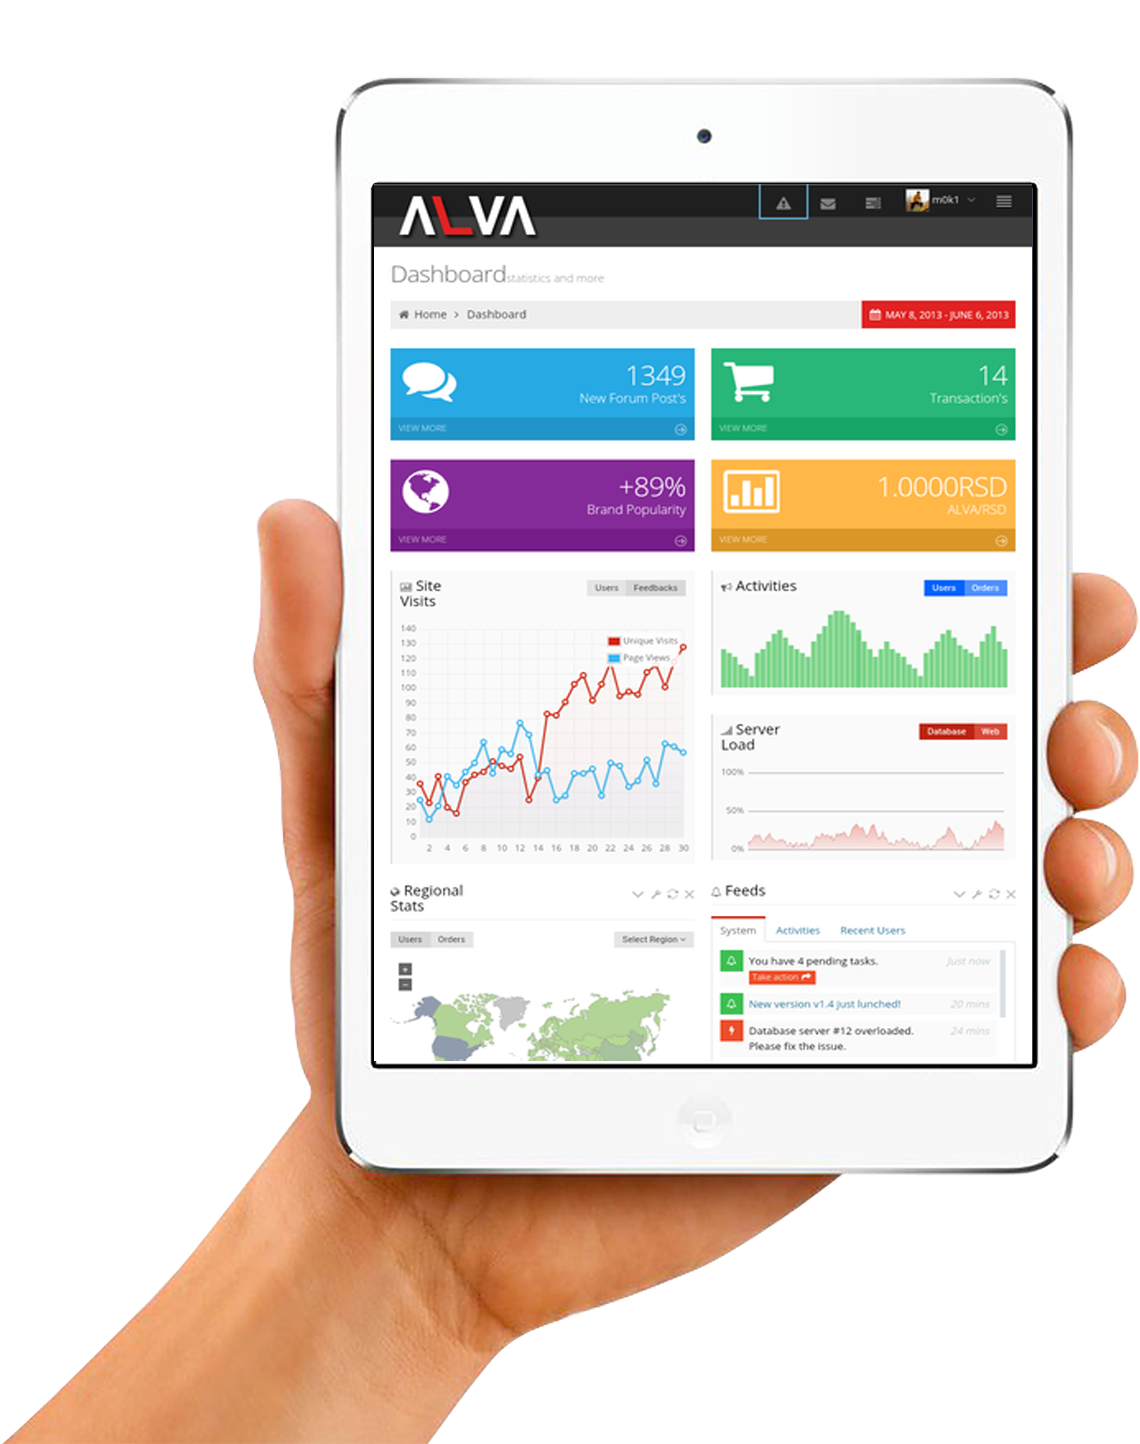 ALVA
m0k1
Dashboard statistics and more
Home > Dashboard
MAY 8, 2013 - JUNE 6, 2013
1349
New Forum Post's
VIEW MORE
14
Transaction's
VIEW MORE
+89%
Brand Popularity
VIEW MORE
1.0000RSD
ALVA/RSD
VIEW MORE
Site
Visits
Users Feedbacks
140
130
120
110
100
90
80
70
60
50
40
30
20
10
0
Unique Visits
Page Views
2 4 6 8 10 12 14 16 18 20 22 24 26 28 30
Activities
Users Orders
Server
Load
Database Web
100%
50%
0%
Regional
Stats
Users Orders
Select Region
+
−
Feeds
System Activities Recent Users
You have 4 pending tasks. Just now
Take action
New version v1.4 just lunched! 20 mins
Database server #12 overloaded. 24 mins
Please fix the issue.